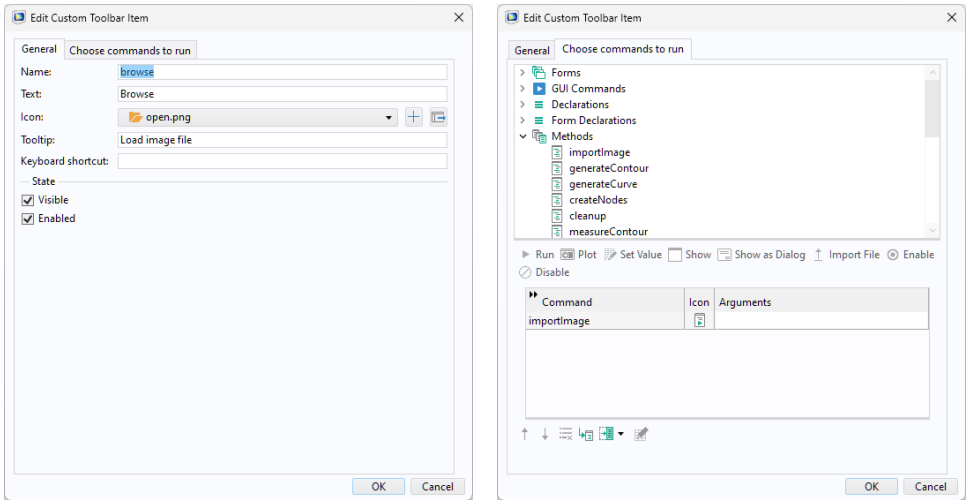 Edit Custom Toolbar Item
General Choose commands to run
Name: browse
Text: Browse
Icon: open.png
Tooltip: Load image file
Keyboard shortcut:
State
Visible
Enabled
OK Cancel
Edit Custom Toolbar Item
General Choose commands to run
Forms
GUI Commands
Declarations
Form Declarations
Methods
importImage
generateContour
generateCurve
createNodes
cleanup
measureContour
Run Plot Set Value Show Show as Dialog Import File Enable
Disable
Command Icon Arguments
importImage
OK Cancel